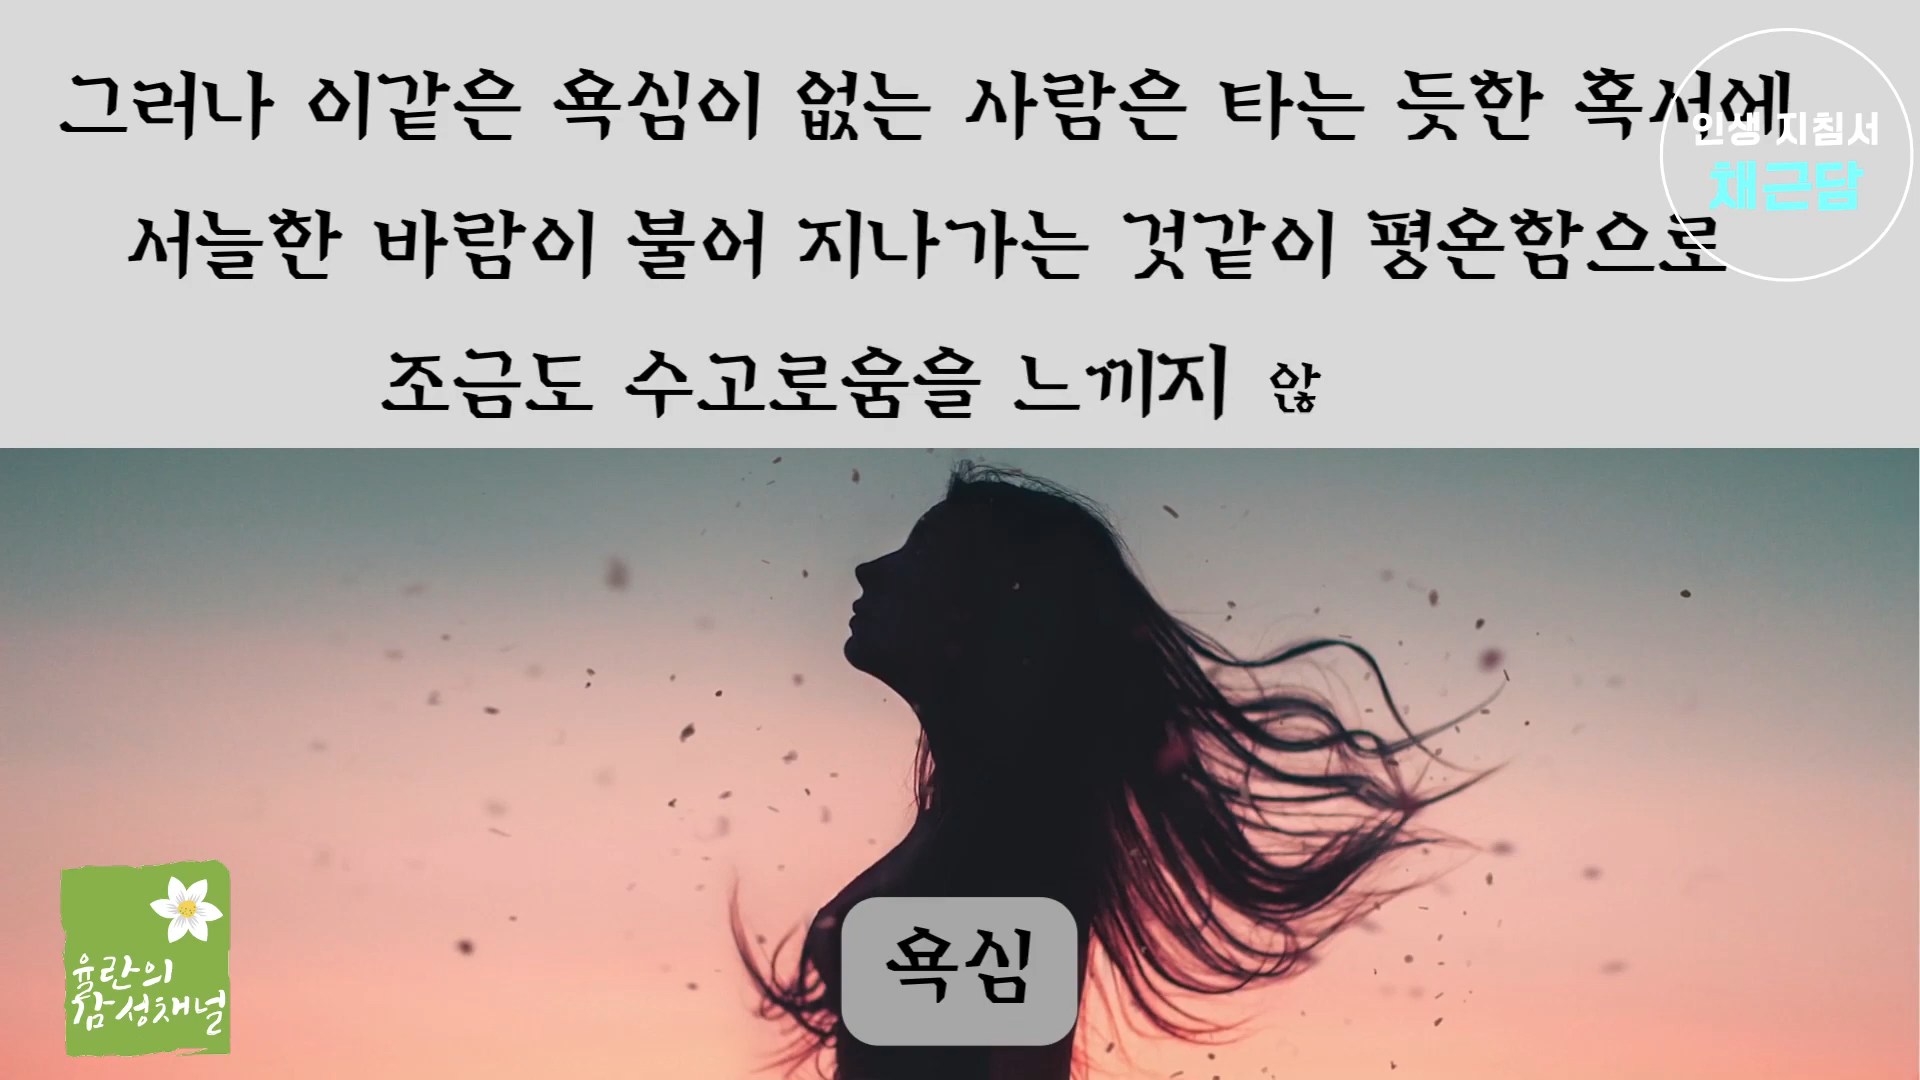 그러나 이같은 욕심이 없는 사람은 타는 듯한 혹서에
서늘한 바람이 불어 지나가는 것같이 평온함으로
조금도 수고로움을 느끼지 않
인생 지침서
채근담
욕심
율란의
감성채널